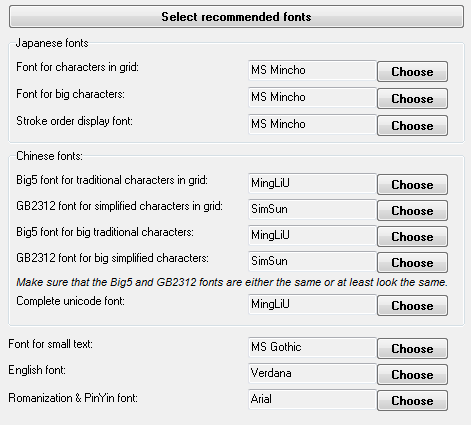 Select recommended fonts
Japanese fonts
Font for characters in grid: MS Mincho Choose
Font for big characters: MS Mincho Choose
Stroke order display font: MS Mincho Choose
Chinese fonts:
Big5 font for traditional characters in grid: MingLiU Choose
GB2312 font for simplified characters in grid: SimSun Choose
Big5 font for big traditional characters: MingLiU Choose
GB2312 font for big simplified characters: SimSun Choose
Make sure that the Big5 and GB2312 fonts are either the same or at least look the same.
Complete unicode font: MingLiU Choose
Font for small text: MS Gothic Choose
English font: Verdana Choose
Romanization & PinYin font: Arial Choose